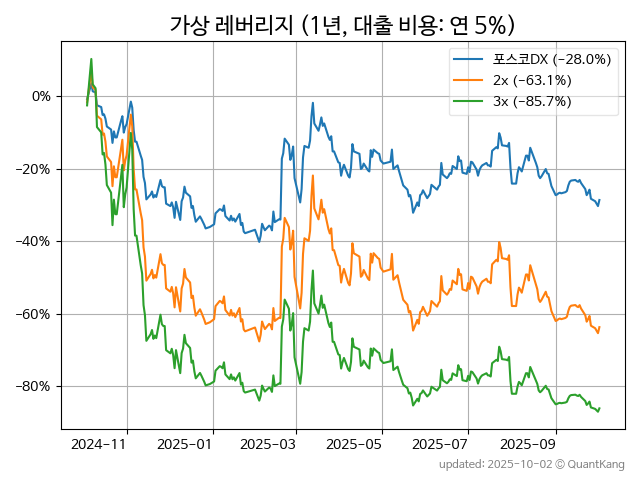 가상 레버리지 (1년, 대출 비용: 연 5%)
포스코DX (−28.0%)
2x (−63.1%)
3x (−85.7%)
0%
−20%
−40%
−60%
−80%
2024-11 2025-01 2025-03 2025-05 2025-07 2025-09
updated: 2025-10-02 © QuantKang